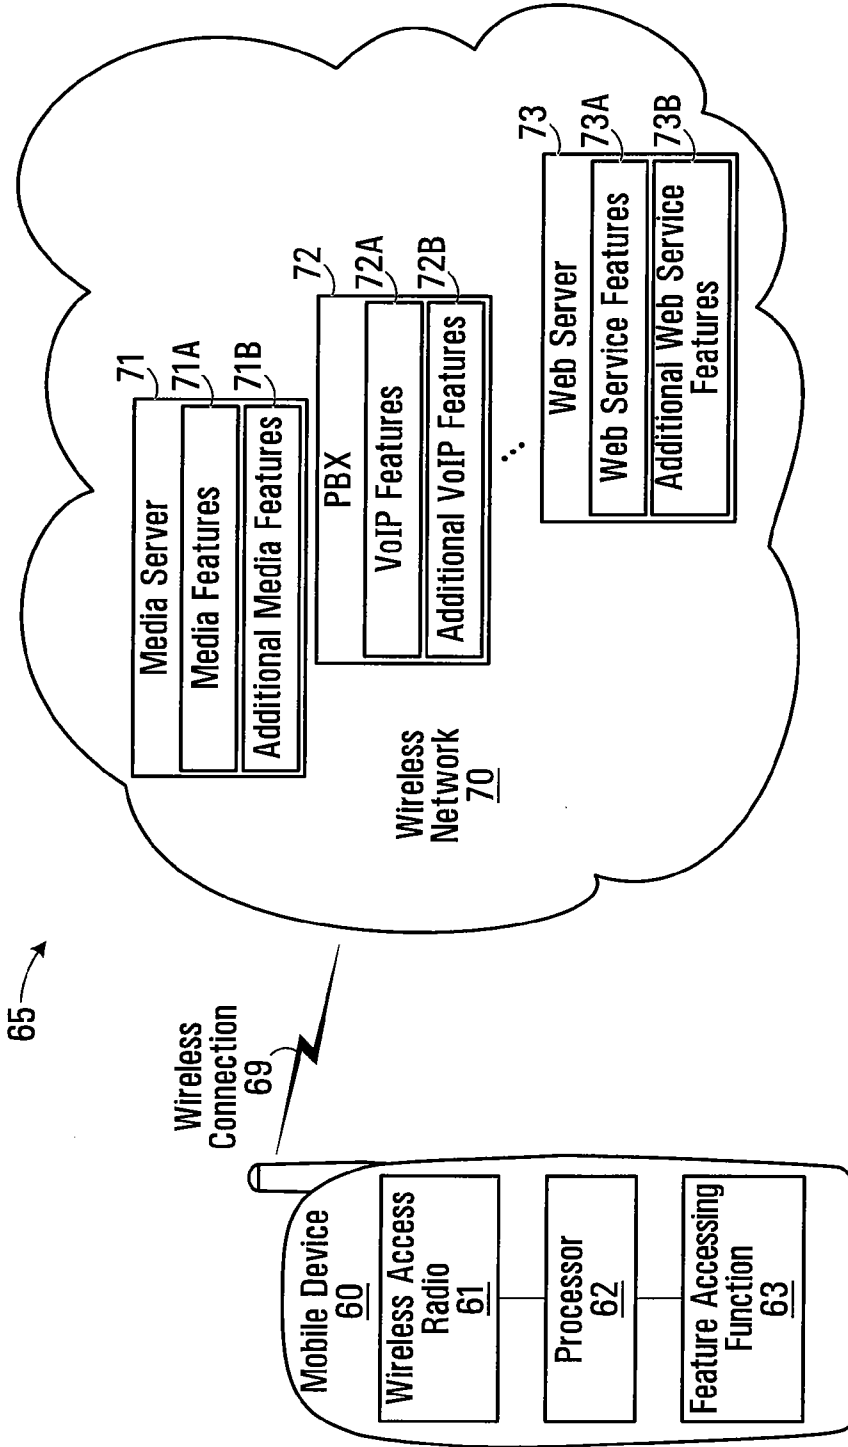 65
Mobile Device
60
Wireless Access
Radio
61
Processor
62
Feature Accessing
Function
63
Wireless
Connection
69
Wireless
Network
70
71
Media Server
71A
Media Features
71B
Additional Media Features
72
PBX
72A
VoIP Features
72B
Additional VoIP Features
73
Web Server
73A
Web Service Features
73B
Additional Web Service
Features